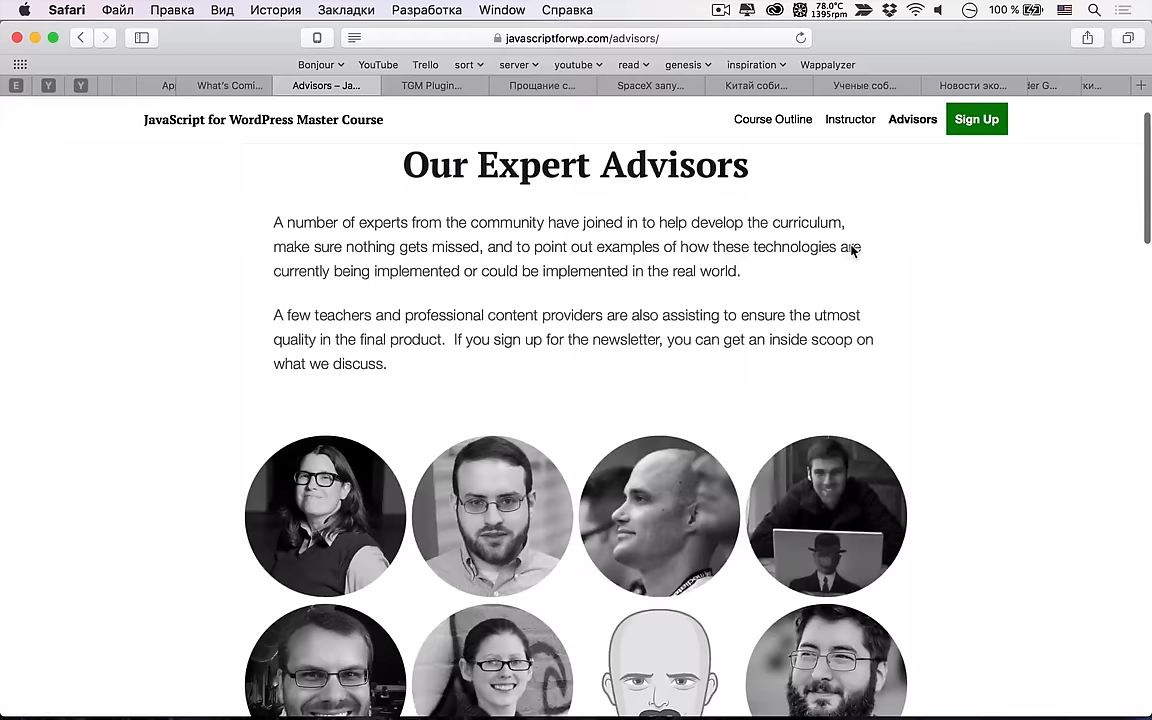 Safari Файл Правка Вид История Закладки Разработка Window Справка 78.0°C 1395rpm 100 %
javascriptforwp.com/advisors/
Bonjour YouTube Trello sort server youtube read genesis inspiration Wappalyzer
E Y Y Ap What's Comi... Advisors – Ja... TGM Plugin... Прощание с... SpaceX запу... Китай соби... Ученые соб... Новости эко... der G... ки...
JavaScript for WordPress Master Course Course Outline Instructor Advisors Sign Up
Our Expert Advisors
A number of experts from the community have joined in to help develop the curriculum,
make sure nothing gets missed, and to point out examples of how these technologies are
currently being implemented or could be implemented in the real world.
A few teachers and professional content providers are also assisting to ensure the utmost
quality in the final product. If you sign up for the newsletter, you can get an inside scoop on
what we discuss.